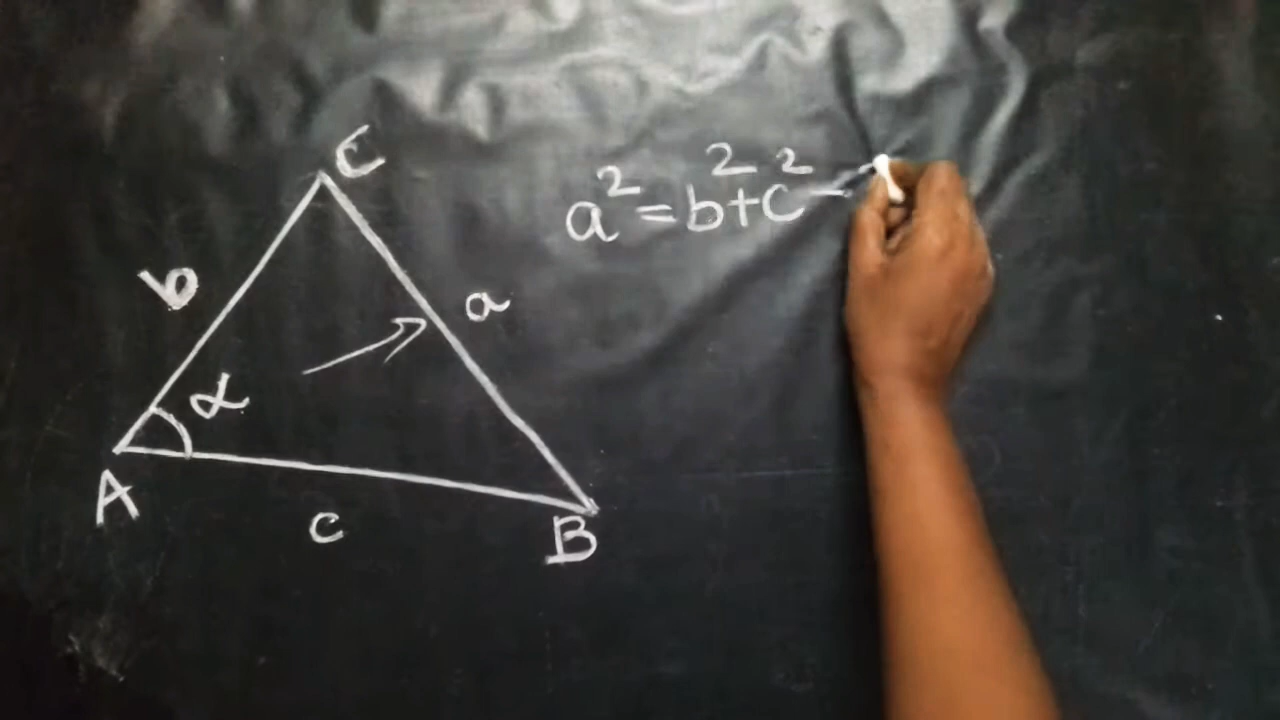 C
a² = b² + c² -
b
a
α
A
c
B